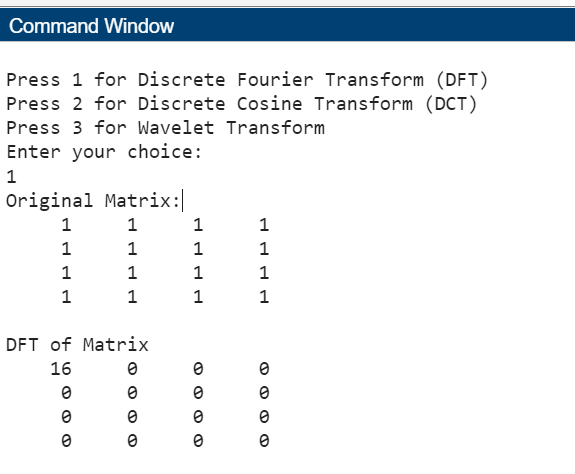 Command Window
Press 1 for Discrete Fourier Transform (DFT)
Press 2 for Discrete Cosine Transform (DCT)
Press 3 for Wavelet Transform
Enter your choice:
1
Original Matrix:
1 1 1 1
1 1 1 1
1 1 1 1
1 1 1 1
DFT of Matrix
16 0 0 0
0 0 0 0
0 0 0 0
0 0 0 0